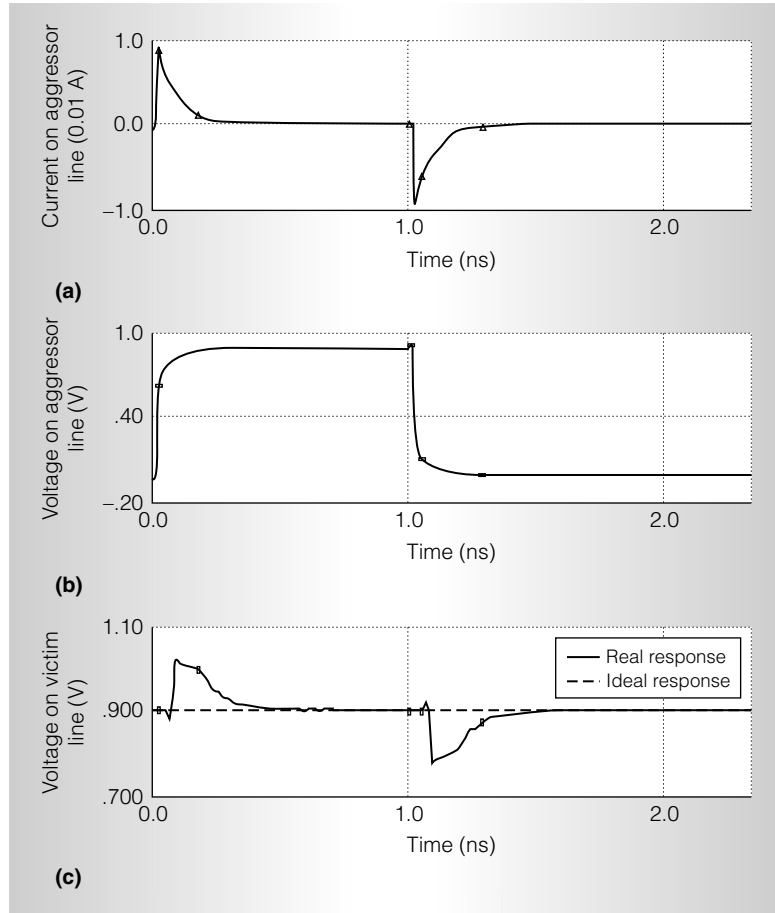 1.0
0.0
−1.0
Current on aggressor
line (0.01 A)
0.0 1.0 2.0
Time (ns)
(a)
1.0
.40
−.20
Voltage on aggressor
line (V)
0.0 1.0 2.0
Time (ns)
(b)
1.10
.900
.700
Voltage on victim
line (V)
Real response
Ideal response
0.0 1.0 2.0
Time (ns)
(c)